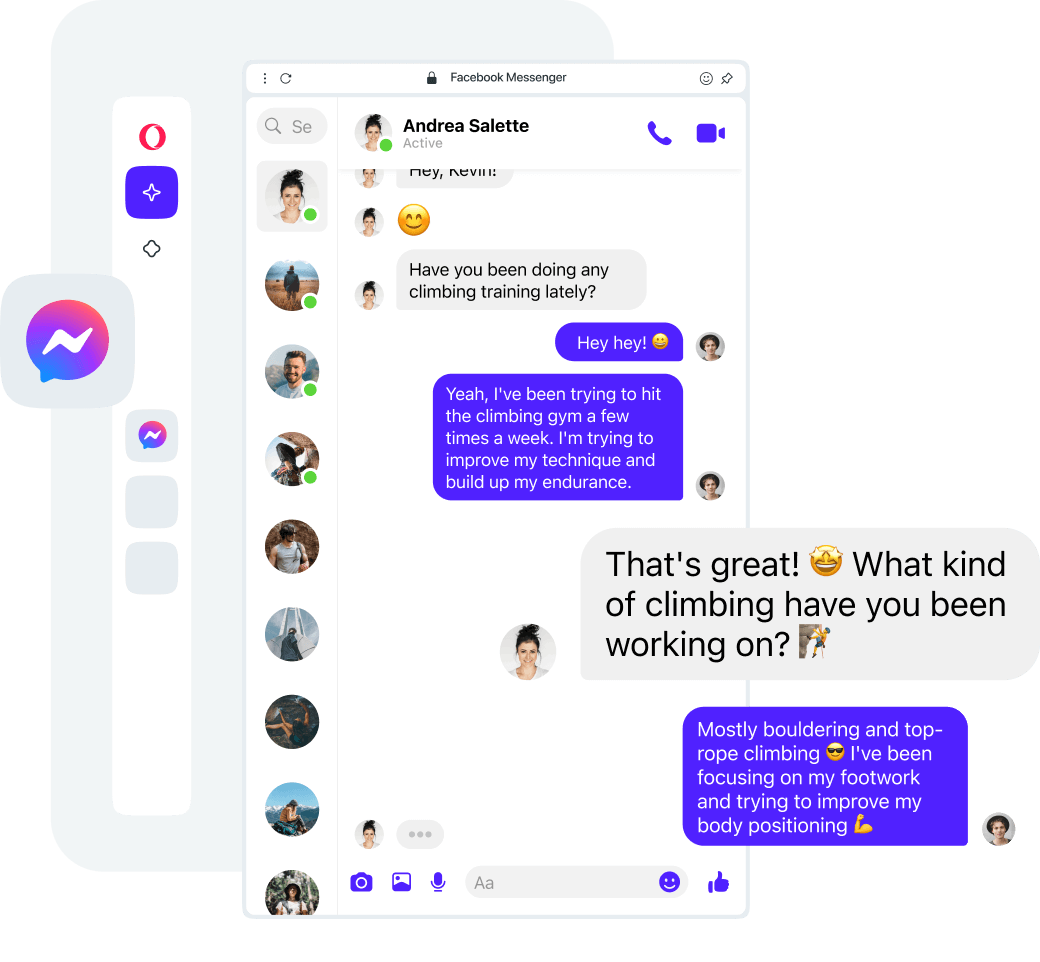 Facebook Messenger
Se
Andrea Salette
Active
Hey, Kevin!
😊
Have you been doing any
climbing training lately?
Hey hey! 😀
Yeah, I've been trying to hit
the climbing gym a few
times a week. I'm trying to
improve my technique and
build up my endurance.
That's great! 🤩 What kind
of climbing have you been
working on? 🧗
Mostly bouldering and top-
rope climbing 😎 I've been
focusing on my footwork
and trying to improve my
body positioning 💪
Aa